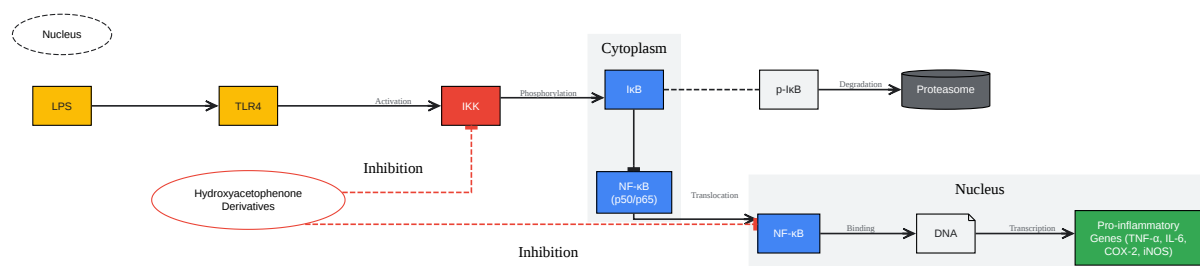 Nucleus
Cytoplasm
LPS
TLR4
Activation
IKK
Phosphorylation
IκB
p-IκB
Degradation
Proteasome
Inhibition
Hydroxyacetophenone
Derivatives
NF-κB
(p50/p65)
Translocation
Nucleus
NF-κB
Binding
DNA
Transcription
Pro-inflammatory
Genes (TNF-α, IL-6,
COX-2, iNOS)
Inhibition